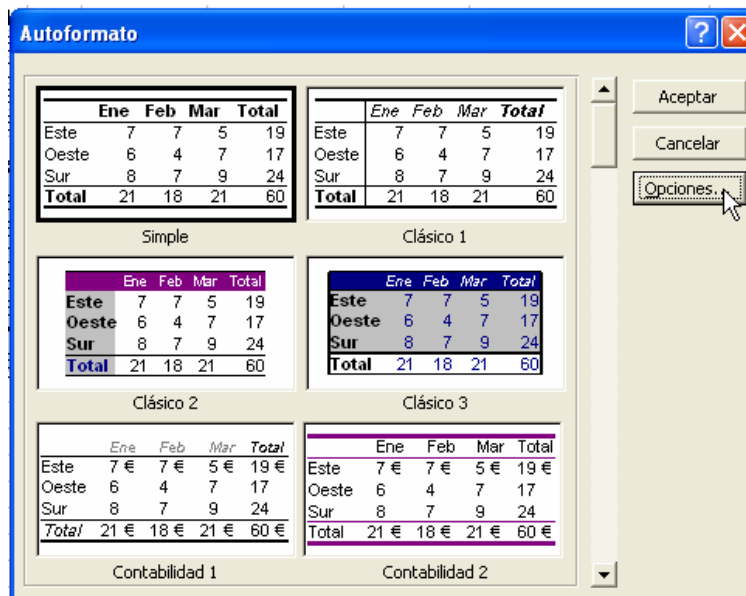 Autoformato
Ene Feb Mar Total
Este 7 7 5 19
Oeste 6 4 7 17
Sur 8 7 9 24
Total 21 18 21 60
Simple
Ene Feb Mar Total
Este 7 7 5 19
Oeste 6 4 7 17
Sur 8 7 9 24
Total 21 18 21 60
Clásico 1
Ene Feb Mar Total
Este 7 7 5 19
Oeste 6 4 7 17
Sur 8 7 9 24
Total 21 18 21 60
Clásico 2
Ene Feb Mar Total
Este 7 7 5 19
Oeste 6 4 7 17
Sur 8 7 9 24
Total 21 18 21 60
Clásico 3
Ene Feb Mar Total
Este 7 € 7 € 5 € 19 €
Oeste 6 4 7 17
Sur 8 7 9 24
Total 21 € 18 € 21 € 60 €
Contabilidad 1
Ene Feb Mar Total
Este 7 € 7 € 5 € 19 €
Oeste 6 4 7 17
Sur 8 7 9 24
Total 21 € 18 € 21 € 60 €
Contabilidad 2
Aceptar
Cancelar
Opciones...